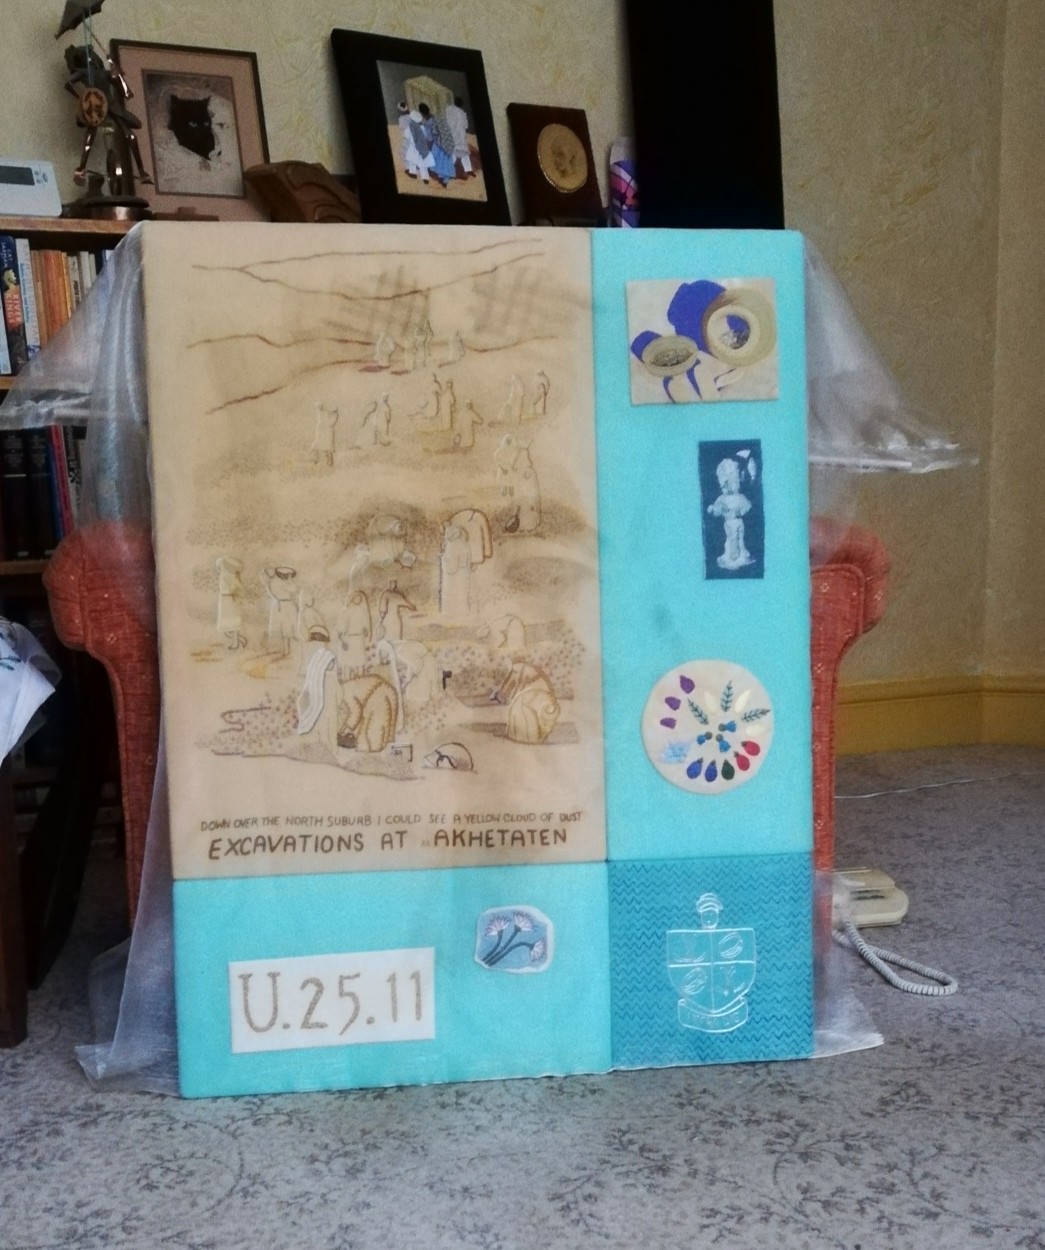 DOWN OVER THE NORTH SUBURB I COULD SEE A YELLOW CLOUD OF DUST
EXCAVATIONS AT AKHETATEN
U.25.11